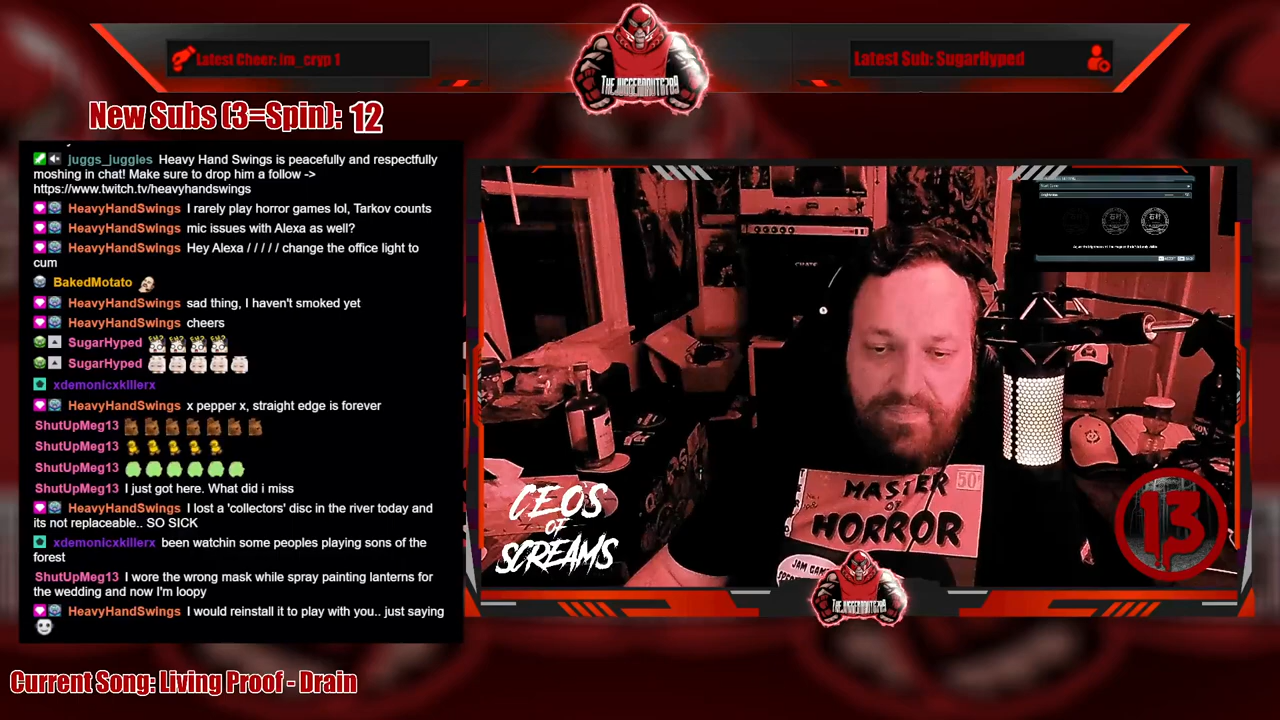 Latest Cheer: im_cryp 1
THEJUGGERNAUT6789
Latest Sub: SugarHyped
New Subs (3=Spin): 12
juggs_juggles Heavy Hand Swings is peacefully and respectfully
moshing in chat! Make sure to drop him a follow ->
https://www.twitch.tv/heavyhandswings
HeavyHandSwings I rarely play horror games lol, Tarkov counts
HeavyHandSwings mic issues with Alexa as well?
HeavyHandSwings Hey Alexa / / / / / change the office light to
cum
BakedMotato
HeavyHandSwings sad thing, I haven't smoked yet
HeavyHandSwings cheers
SugarHyped
SugarHyped
xdemonicxklllerx
HeavyHandSwings x pepper x, straight edge is forever
ShutUpMeg13
ShutUpMeg13
ShutUpMeg13
ShutUpMeg13 I just got here. What did i miss
HeavyHandSwings I lost a 'collectors' disc in the river today and
its not replaceable.. SO SICK
xdemonicxklllerx been watchin some peoples playing sons of the
forest
ShutUpMeg13 I wore the wrong mask while spray painting lanterns for
the wedding and now I'm loopy
HeavyHandSwings I would reinstall it to play with you.. just saying
CEOS
OF
SCREAMS
MASTER
OF
HORROR
50¢
JAM GAM
13
THEJUGGERNAUT6789
Current Song: Living Proof - Drain